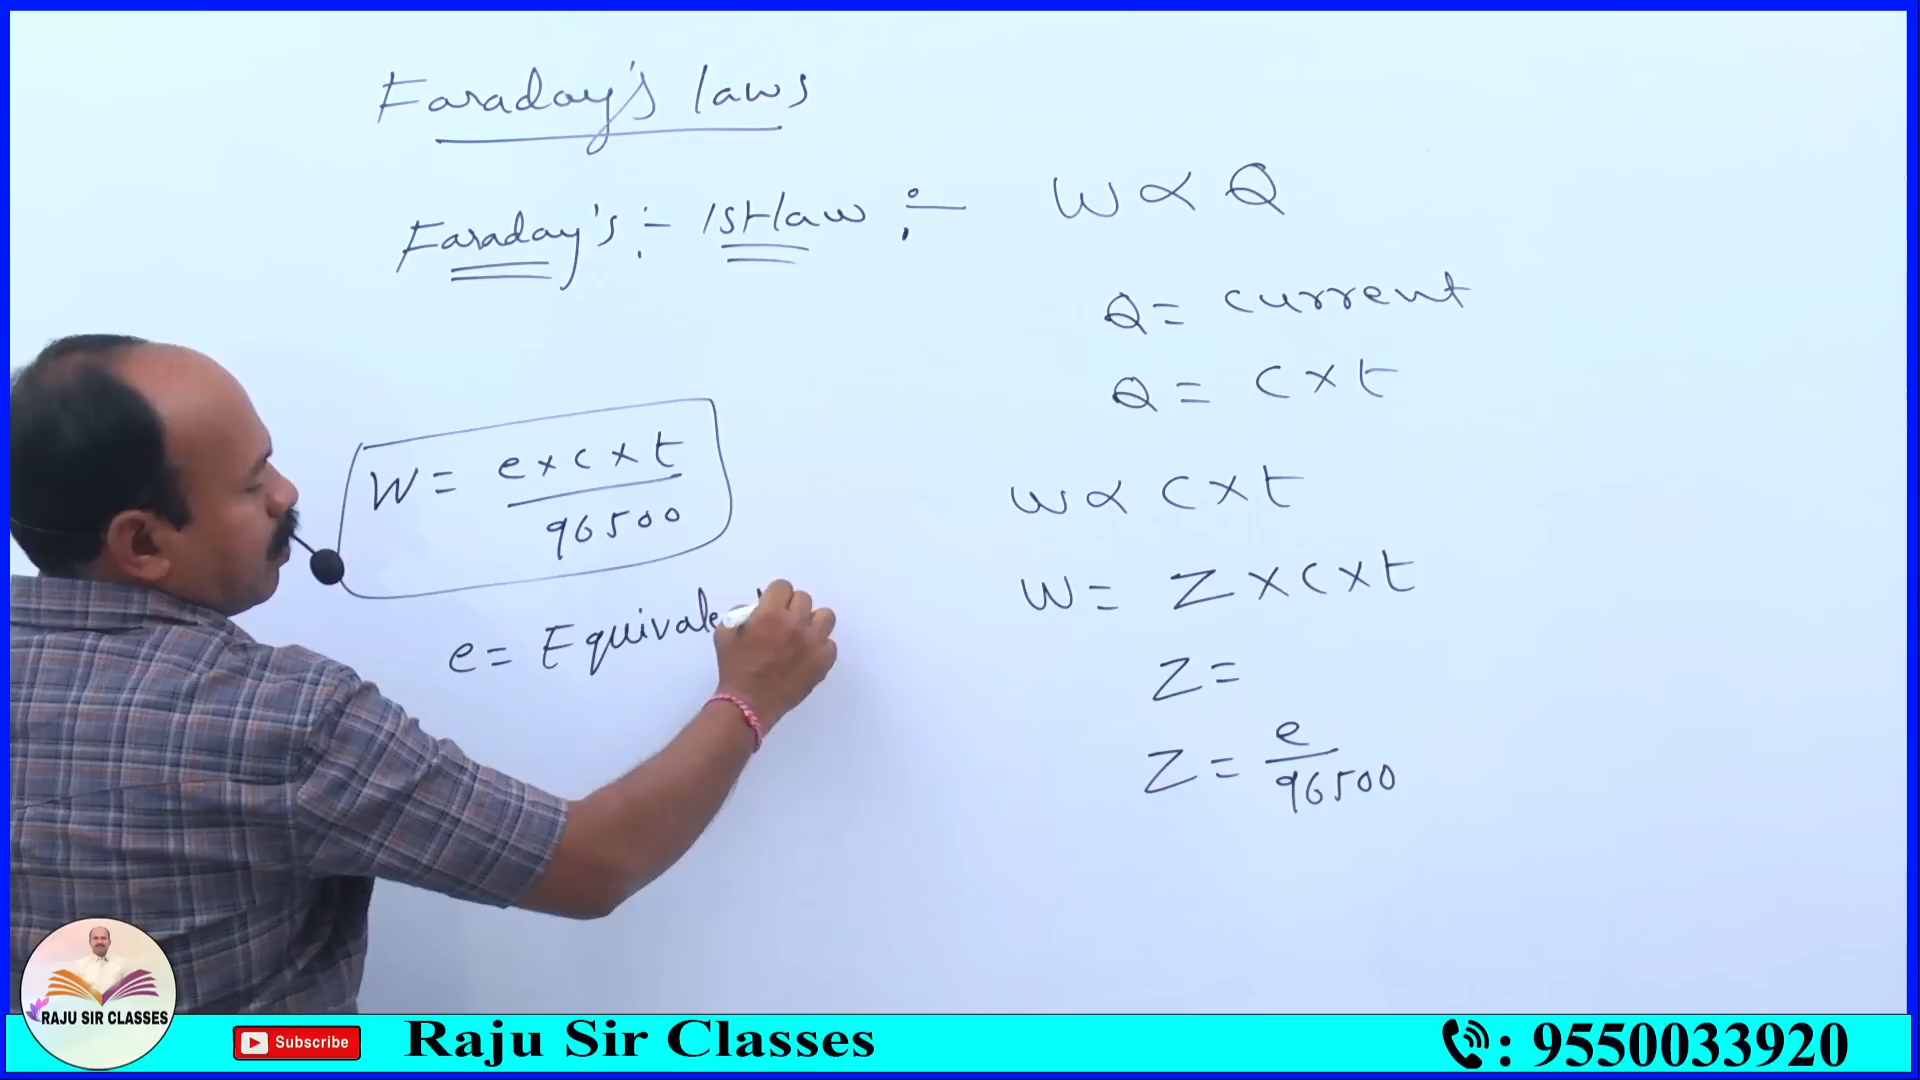 Faraday's laws
Faraday's :- 1st law :-
W ∝ Q
Q = current
Q = c × t
W = e × c × t / 96500
W ∝ c × t
W = Z × c × t
e = Equivale
Z =
Z = e / 96500
RAJU SIR CLASSES
Subscribe
Raju Sir Classes
: 9550033920